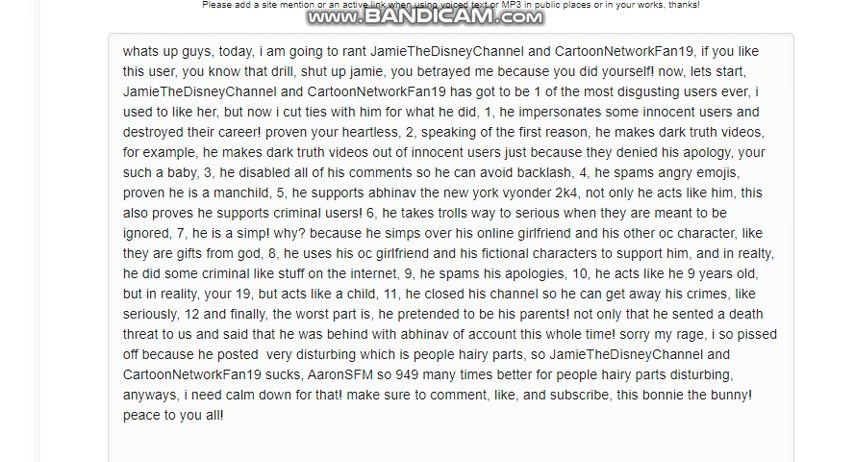 Please add a site mention or an active link when using voiced text or MP3 in public places or in your works, thanks!
www.BANDICAM.com
whats up guys, today, i am going to rant JamieTheDisneyChannel and CartoonNetworkFan19, if you like
this user, you know that drill, shut up jamie, you betrayed me because you did yourself! now, lets start,
JamieTheDisneyChannel and CartoonNetworkFan19 has got to be 1 of the most disgusting users ever, i
used to like her, but now i cut ties with him for what he did, 1, he impersonates some innocent users and
destroyed their career! proven your heartless, 2, speaking of the first reason, he makes dark truth videos,
for example, he makes dark truth videos out of innocent users just because they denied his apology, your
such a baby, 3, he disabled all of his comments so he can avoid backlash, 4, he spams angry emojis,
proven he is a manchild, 5, he supports abhinav the new york vyonder 2k4, not only he acts like him, this
also proves he supports criminal users! 6, he takes trolls way to serious when they are meant to be
ignored, 7, he is a simp! why? because he simps over his online girlfriend and his other oc character, like
they are gifts from god, 8, he uses his oc girlfriend and his fictional characters to support him, and in realty,
he did some criminal like stuff on the internet, 9, he spams his apologies, 10, he acts like he 9 years old,
but in reality, your 19, but acts like a child, 11, he closed his channel so he can get away his crimes, like
seriously, 12 and finally, the worst part is, he pretended to be his parents! not only that he sented a death
threat to us and said that he was behind with abhinav of account this whole time! sorry my rage, i so pissed
off because he posted  very disturbing which is people hairy parts, so JamieTheDisneyChannel and
CartoonNetworkFan19 sucks, AaronSFM so 949 many times better for people hairy parts disturbing,
anyways, i need calm down for that! make sure to comment, like, and subscribe, this bonnie the bunny!
peace to you all!